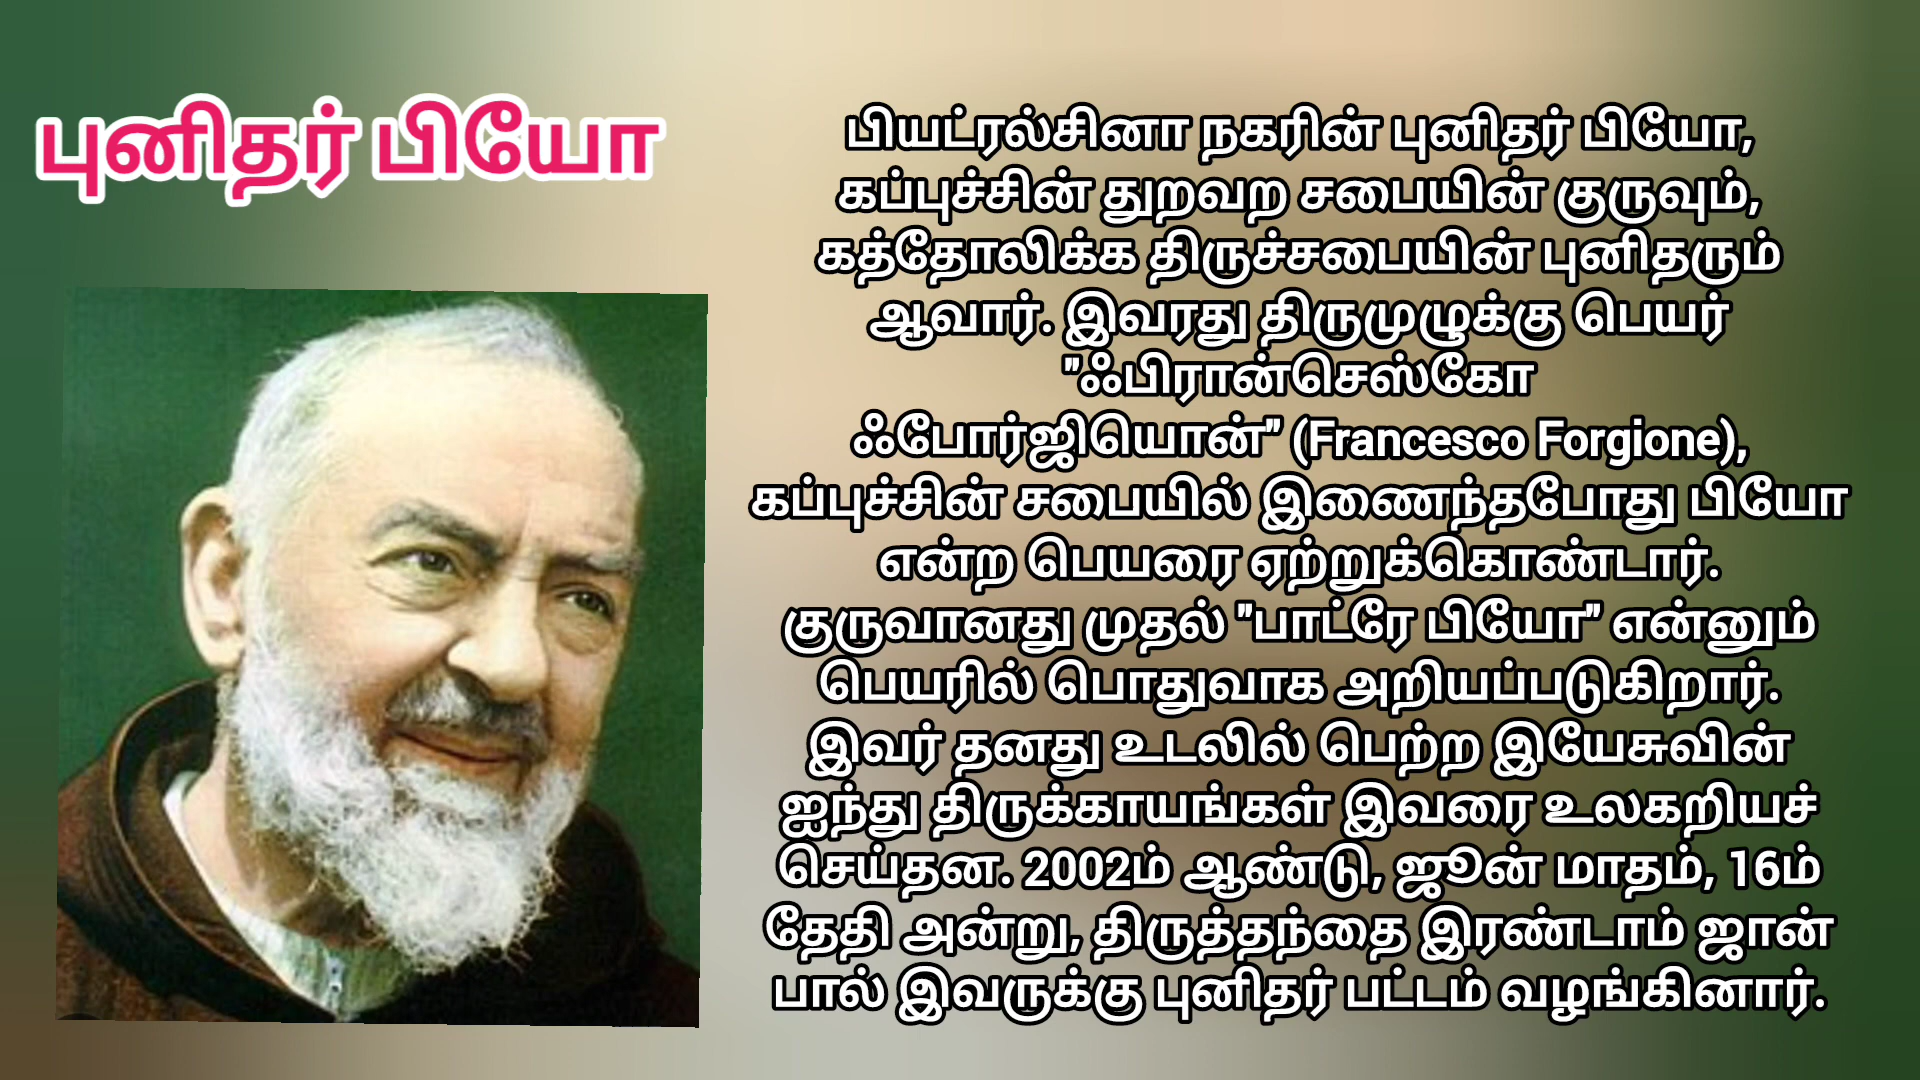 புனிதர் பியோ
பியட்ரல்சினா நகரின் புனிதர் பியோ,
கப்புச்சின் துறவற சபையின் குருவும்,
கத்தோலிக்க திருச்சபையின் புனிதரும்
ஆவார். இவரது திருமுழுக்கு பெயர்
"ஃபிரான்செஸ்கோ
ஃபோர்ஜியொன்" (Francesco Forgione),
கப்புச்சின் சபையில் இணைந்தபோது பியோ
என்ற பெயரை ஏற்றுக்கொண்டார்.
குருவானது முதல் "பாட்ரே பியோ" என்னும்
பெயரில் பொதுவாக அறியப்படுகிறார்.
இவர் தனது உடலில் பெற்ற இயேசுவின்
ஐந்து திருக்காயங்கள் இவரை உலகறியச்
செய்தன. 2002ம் ஆண்டு, ஜூன் மாதம், 16ம்
தேதி அன்று, திருத்தந்தை இரண்டாம் ஜான்
பால் இவருக்கு புனிதர் பட்டம் வழங்கினார்.